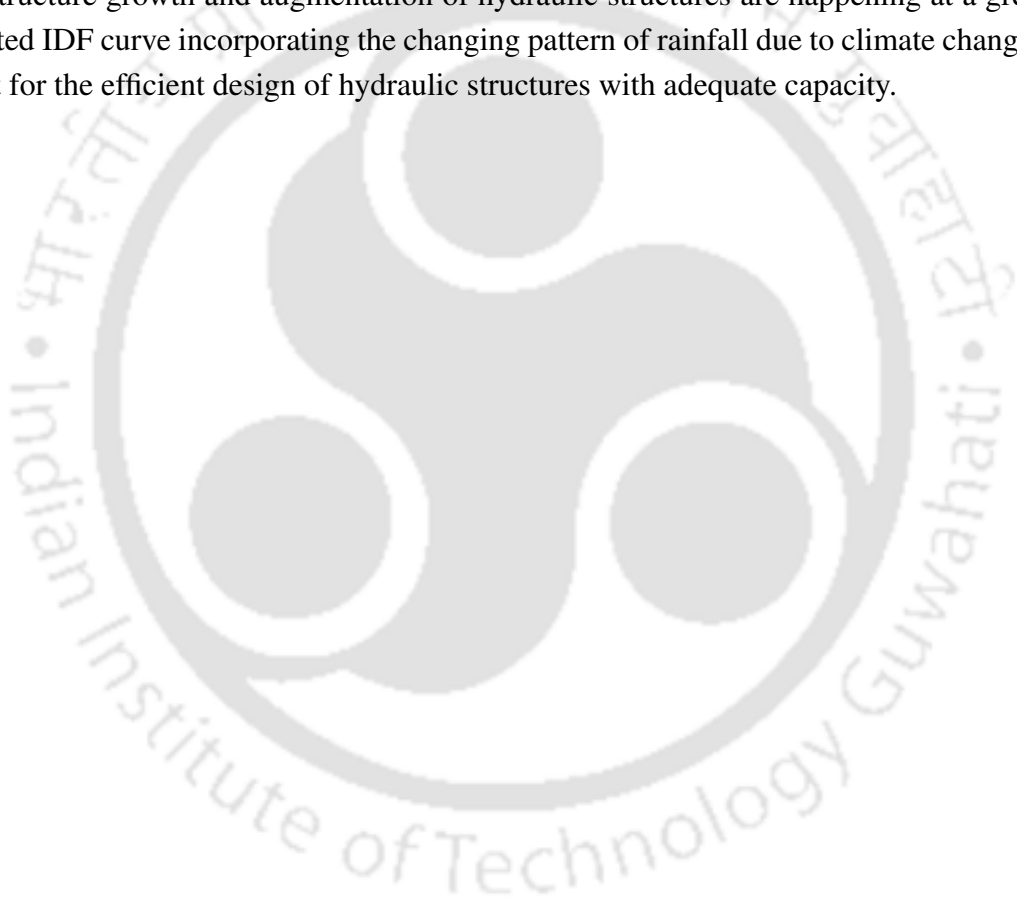 structure growth and augmentation of hydraulic structures are happening at a gre
ted IDF curve incorporating the changing pattern of rainfall due to climate chang
for the efficient design of hydraulic structures with adequate capacity.
गुवाहाटी
• Indian Institute of Technology Guwahati •